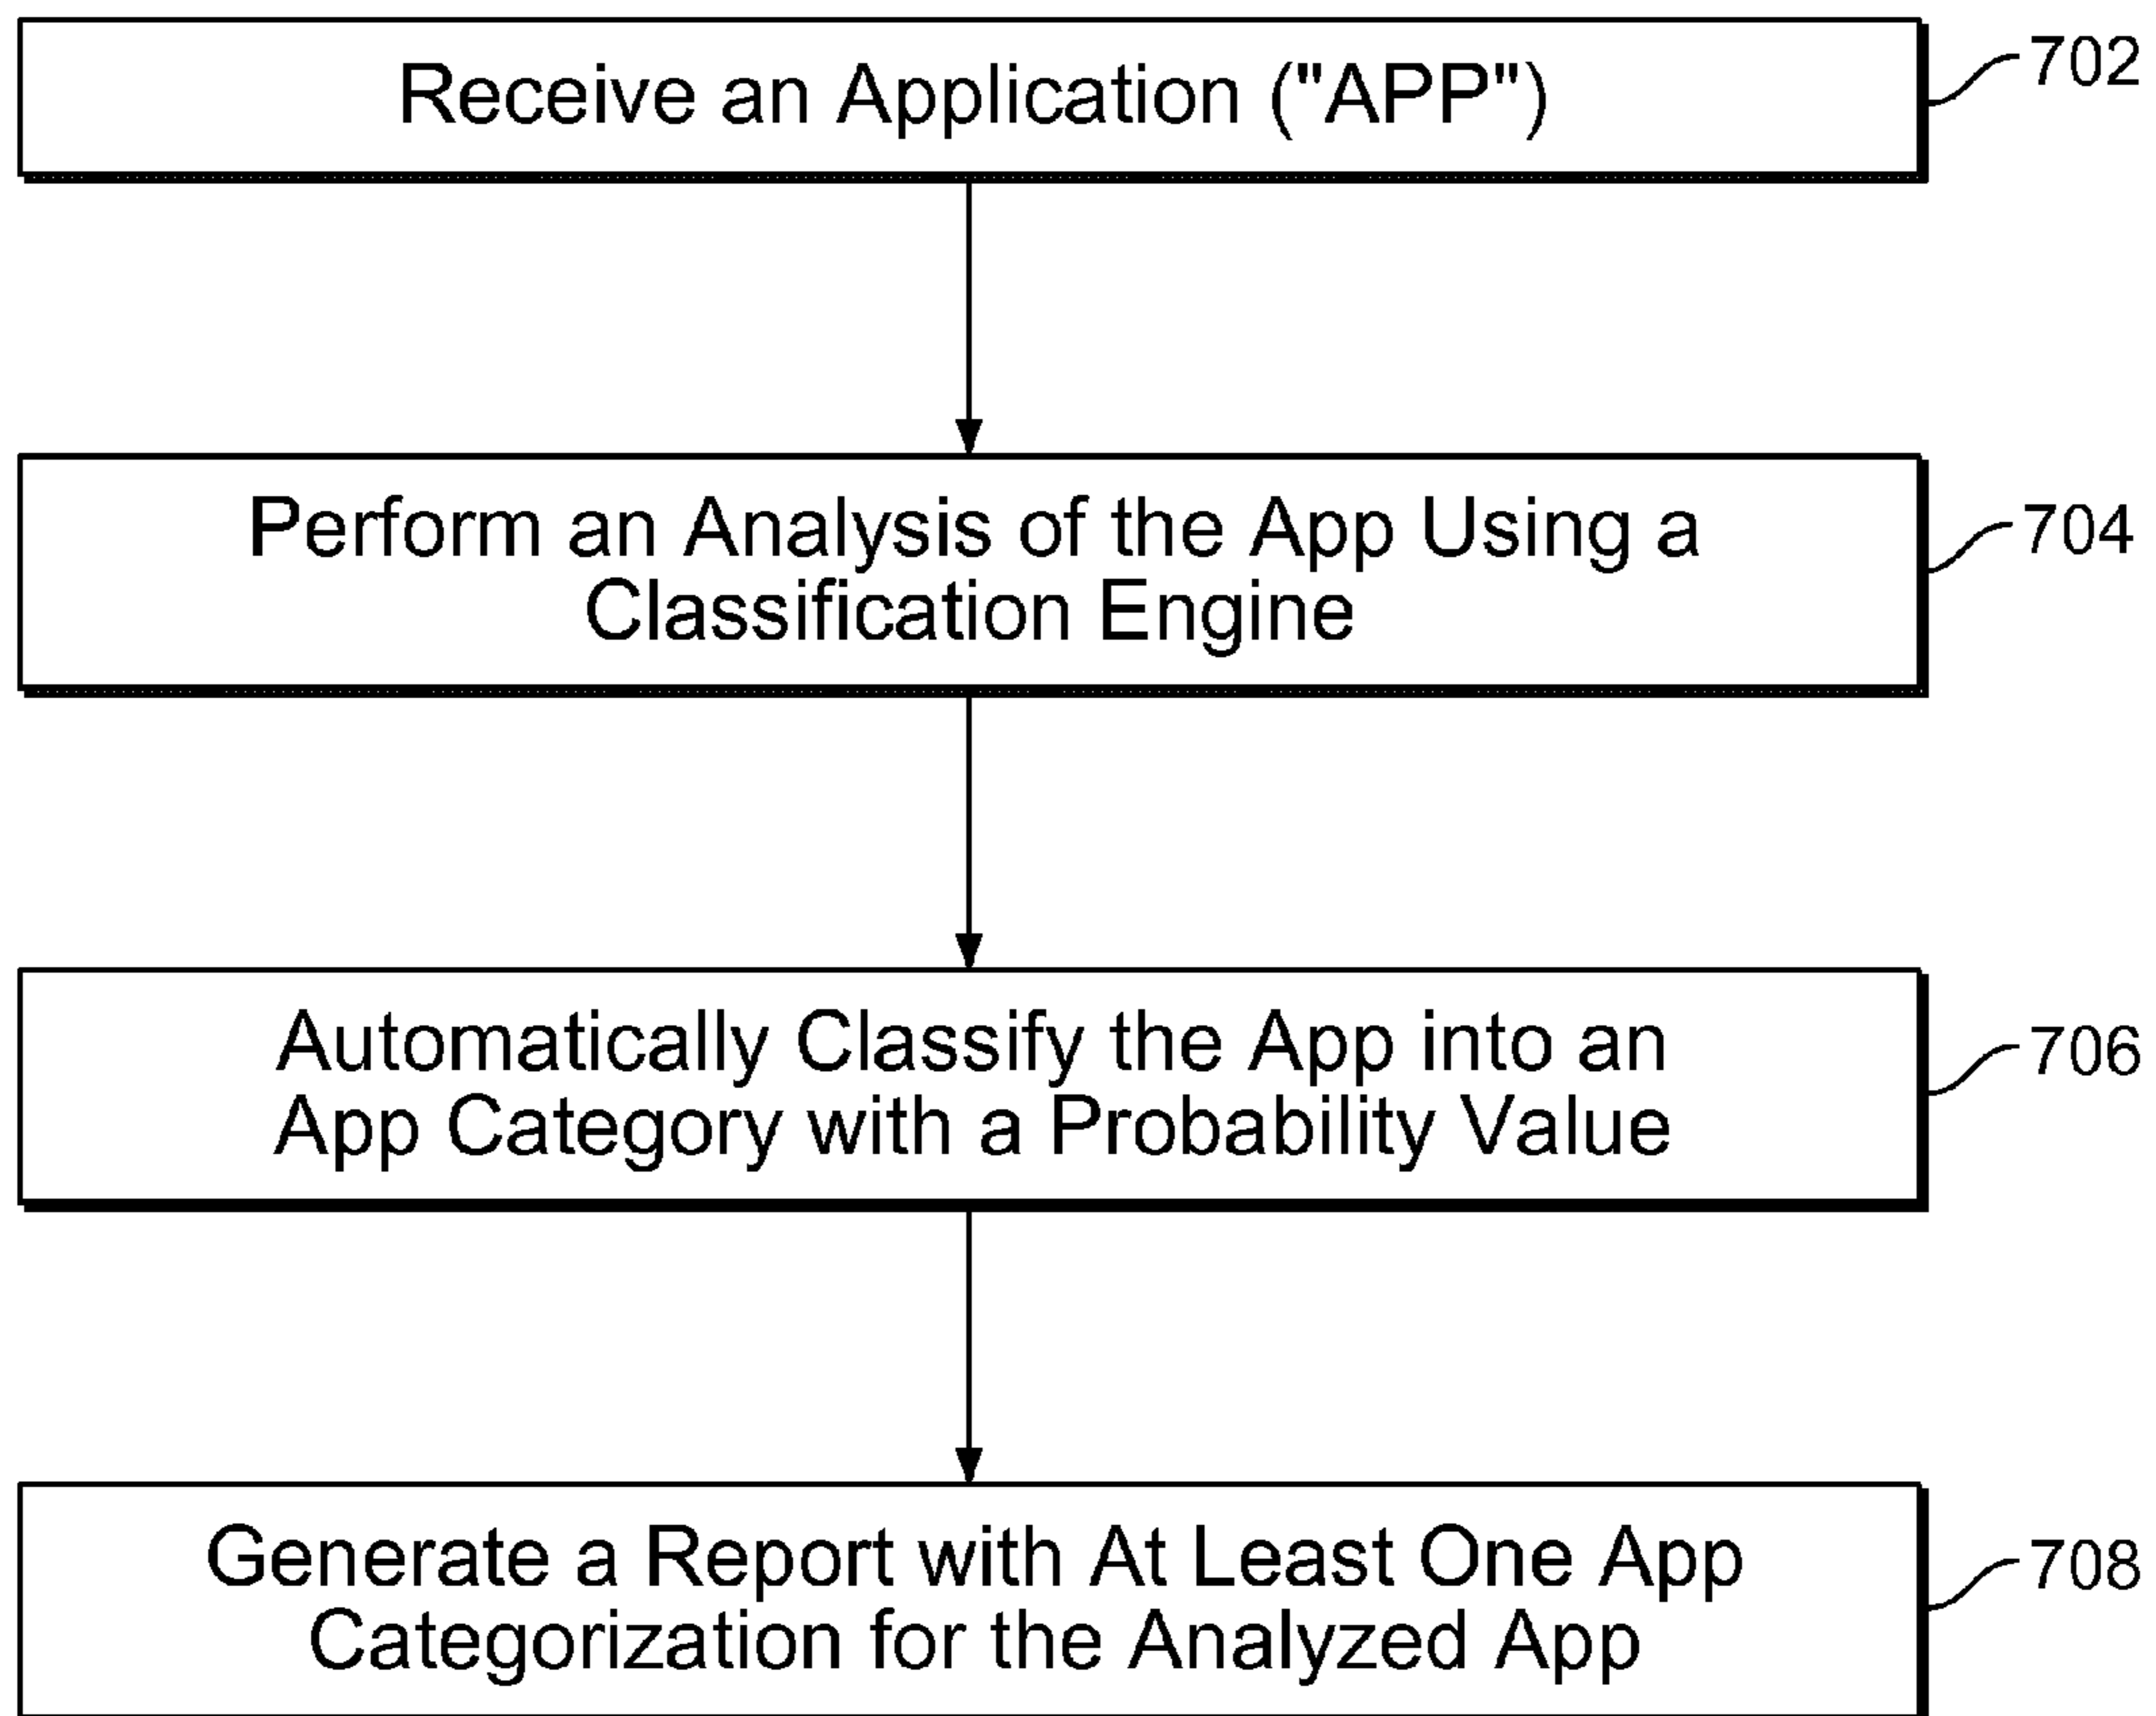 Receive an Application ("APP")
702
Perform an Analysis of the App Using a
Classification Engine
704
Automatically Classify the App into an
App Category with a Probability Value
706
Generate a Report with At Least One App
Categorization for the Analyzed App
708